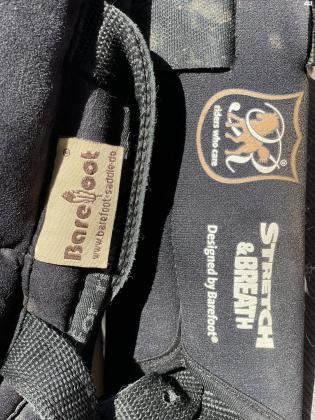 Barefoot®
www.barefoot-saddle.de
riders who care
®
STRETCH
& BREATH
Designed by Barefoot®